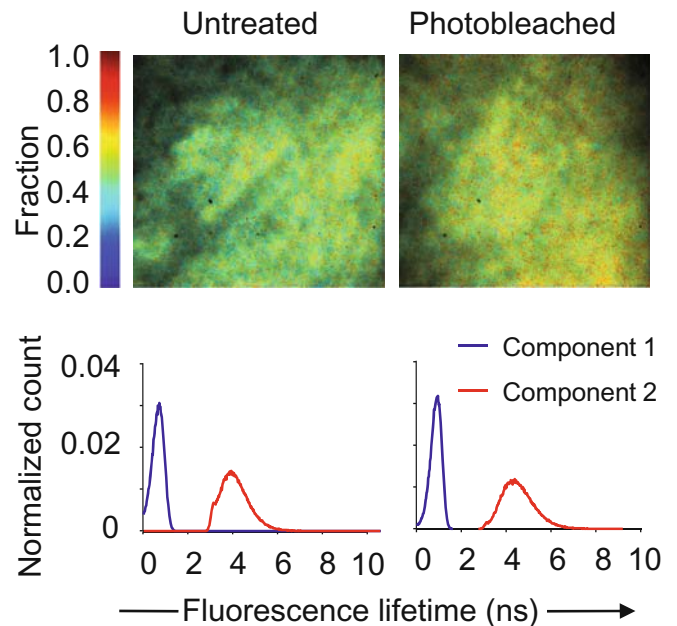 Untreated
Photobleached
Fraction
1.0
0.8
0.6
0.4
0.2
0.0
Normalized count
0.04
0.02
0
Component 1
Component 2
0 2 4 6 8 10
0 2 4 6 8 10
Fluorescence lifetime (ns)